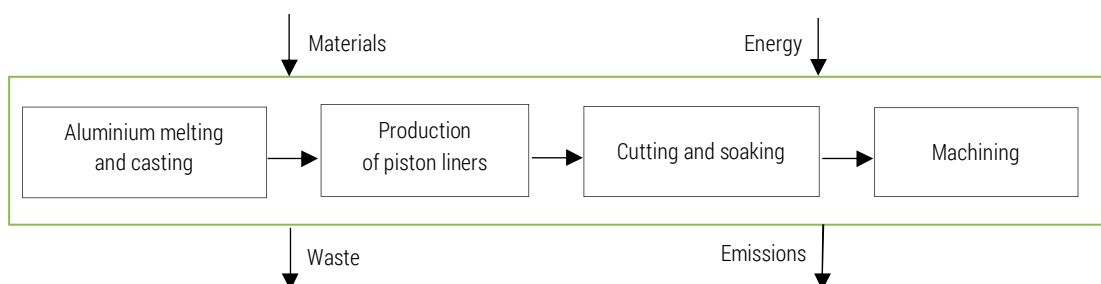 Materials
Energy
Aluminium melting
and casting
Production
of piston liners
Cutting and soaking
Machining
Waste
Emissions